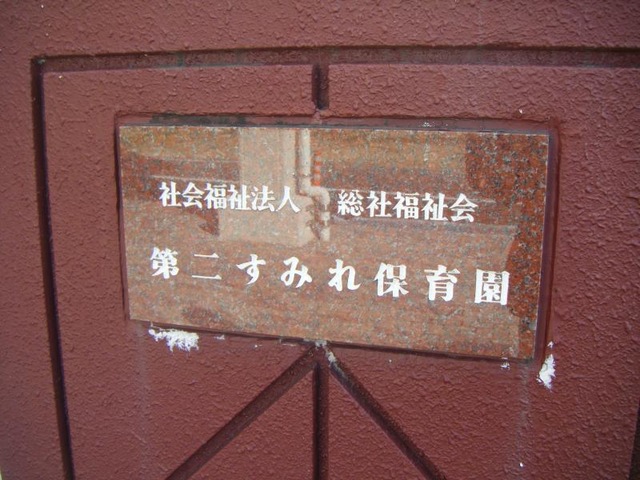 社会福祉法人 総社福祉会
第二すみれ保育園